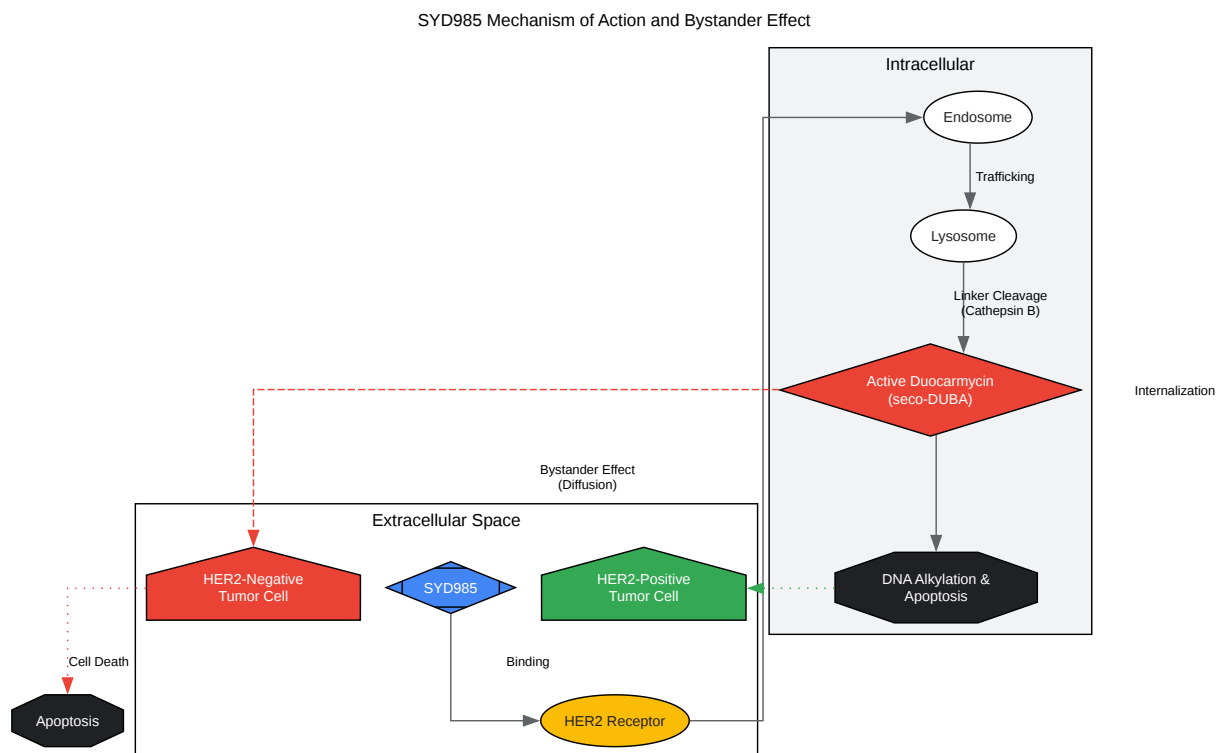 SYD985 Mechanism of Action and Bystander Effect
Intracellular
Endosome
Trafficking
Lysosome
Linker Cleavage
(Cathepsin B)
Active Duocarmycin
(seco-DUBA)
Internalization
Bystander Effect
(Diffusion)
Extracellular Space
HER2-Negative
Tumor Cell
SYD985
HER2-Positive
Tumor Cell
DNA Alkylation &
Apoptosis
Cell Death
Binding
Apoptosis
HER2 Receptor